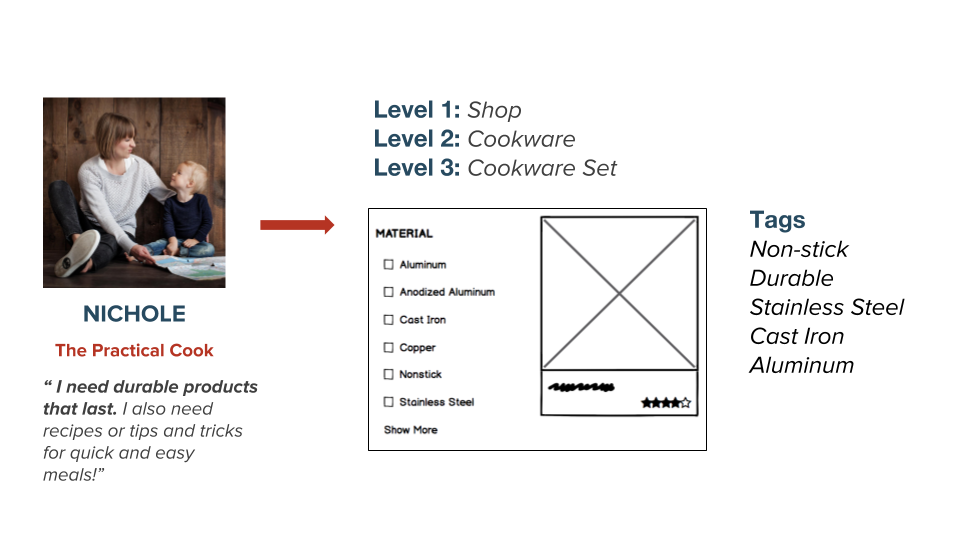 Level 1: Shop
Level 2: Cookware
Level 3: Cookware Set
NICHOLE
The Practical Cook
“ I need durable products
that last. I also need
recipes or tips and tricks
for quick and easy
meals!”
MATERIAL
Aluminum
Anodized Aluminum
Cast Iron
Copper
Nonstick
Stainless Steel
Show More
Tags
Non-stick
Durable
Stainless Steel
Cast Iron
Aluminum